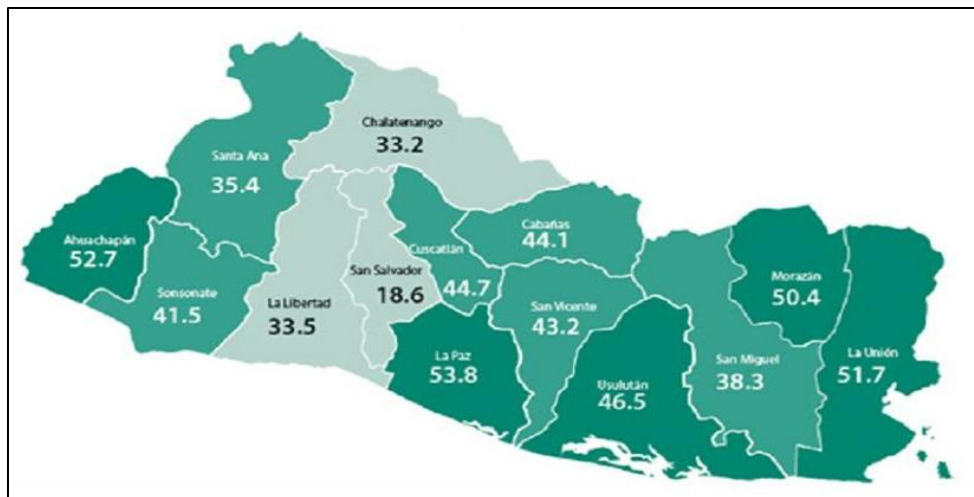 Chalatenango
33.2
Santa Ana
35.4
Ahuachapán
52.7
Sonsonate
41.5
La Libertad
33.5
San Salvador
18.6
Cuscatlán
44.7
Cabañas
44.1
San Vicente
43.2
La Paz
53.8
Usulután
46.5
San Miguel
38.3
Morazán
50.4
La Unión
51.7